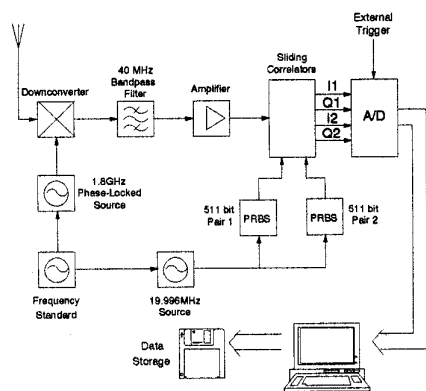 External
Trigger
Sliding
Correlators
40 MHz
Bandpass
Filter
Amplifier
Downconverter
I1
Q1
I2
Q2
A/D
1.8GHz
Phase-Locked
Source
511 bit
Pair 1
PRBS
PRBS
511 bit
Pair 2
Frequency
Standard
19.996MHz
Source
Data
Storage